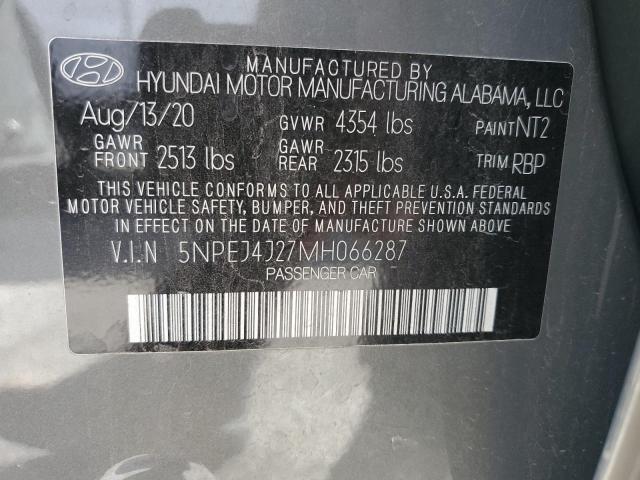 MANUFACTURED BY
HYUNDAI MOTOR MANUFACTURING ALABAMA, LLC
Aug/13/20 GVWR 4354 lbs PAINT NT2
GAWR FRONT 2513 lbs GAWR REAR 2315 lbs TRIM RBP
THIS VEHICLE CONFORMS TO ALL APPLICABLE U.S.A. FEDERAL
MOTOR VEHICLE SAFETY, BUMPER, AND THEFT PREVENTION STANDARDS
IN EFFECT ON THE DATE OF MANUFACTURE SHOWN ABOVE
V.I.N 5NPEJ4J27MH066287
PASSENGER CAR